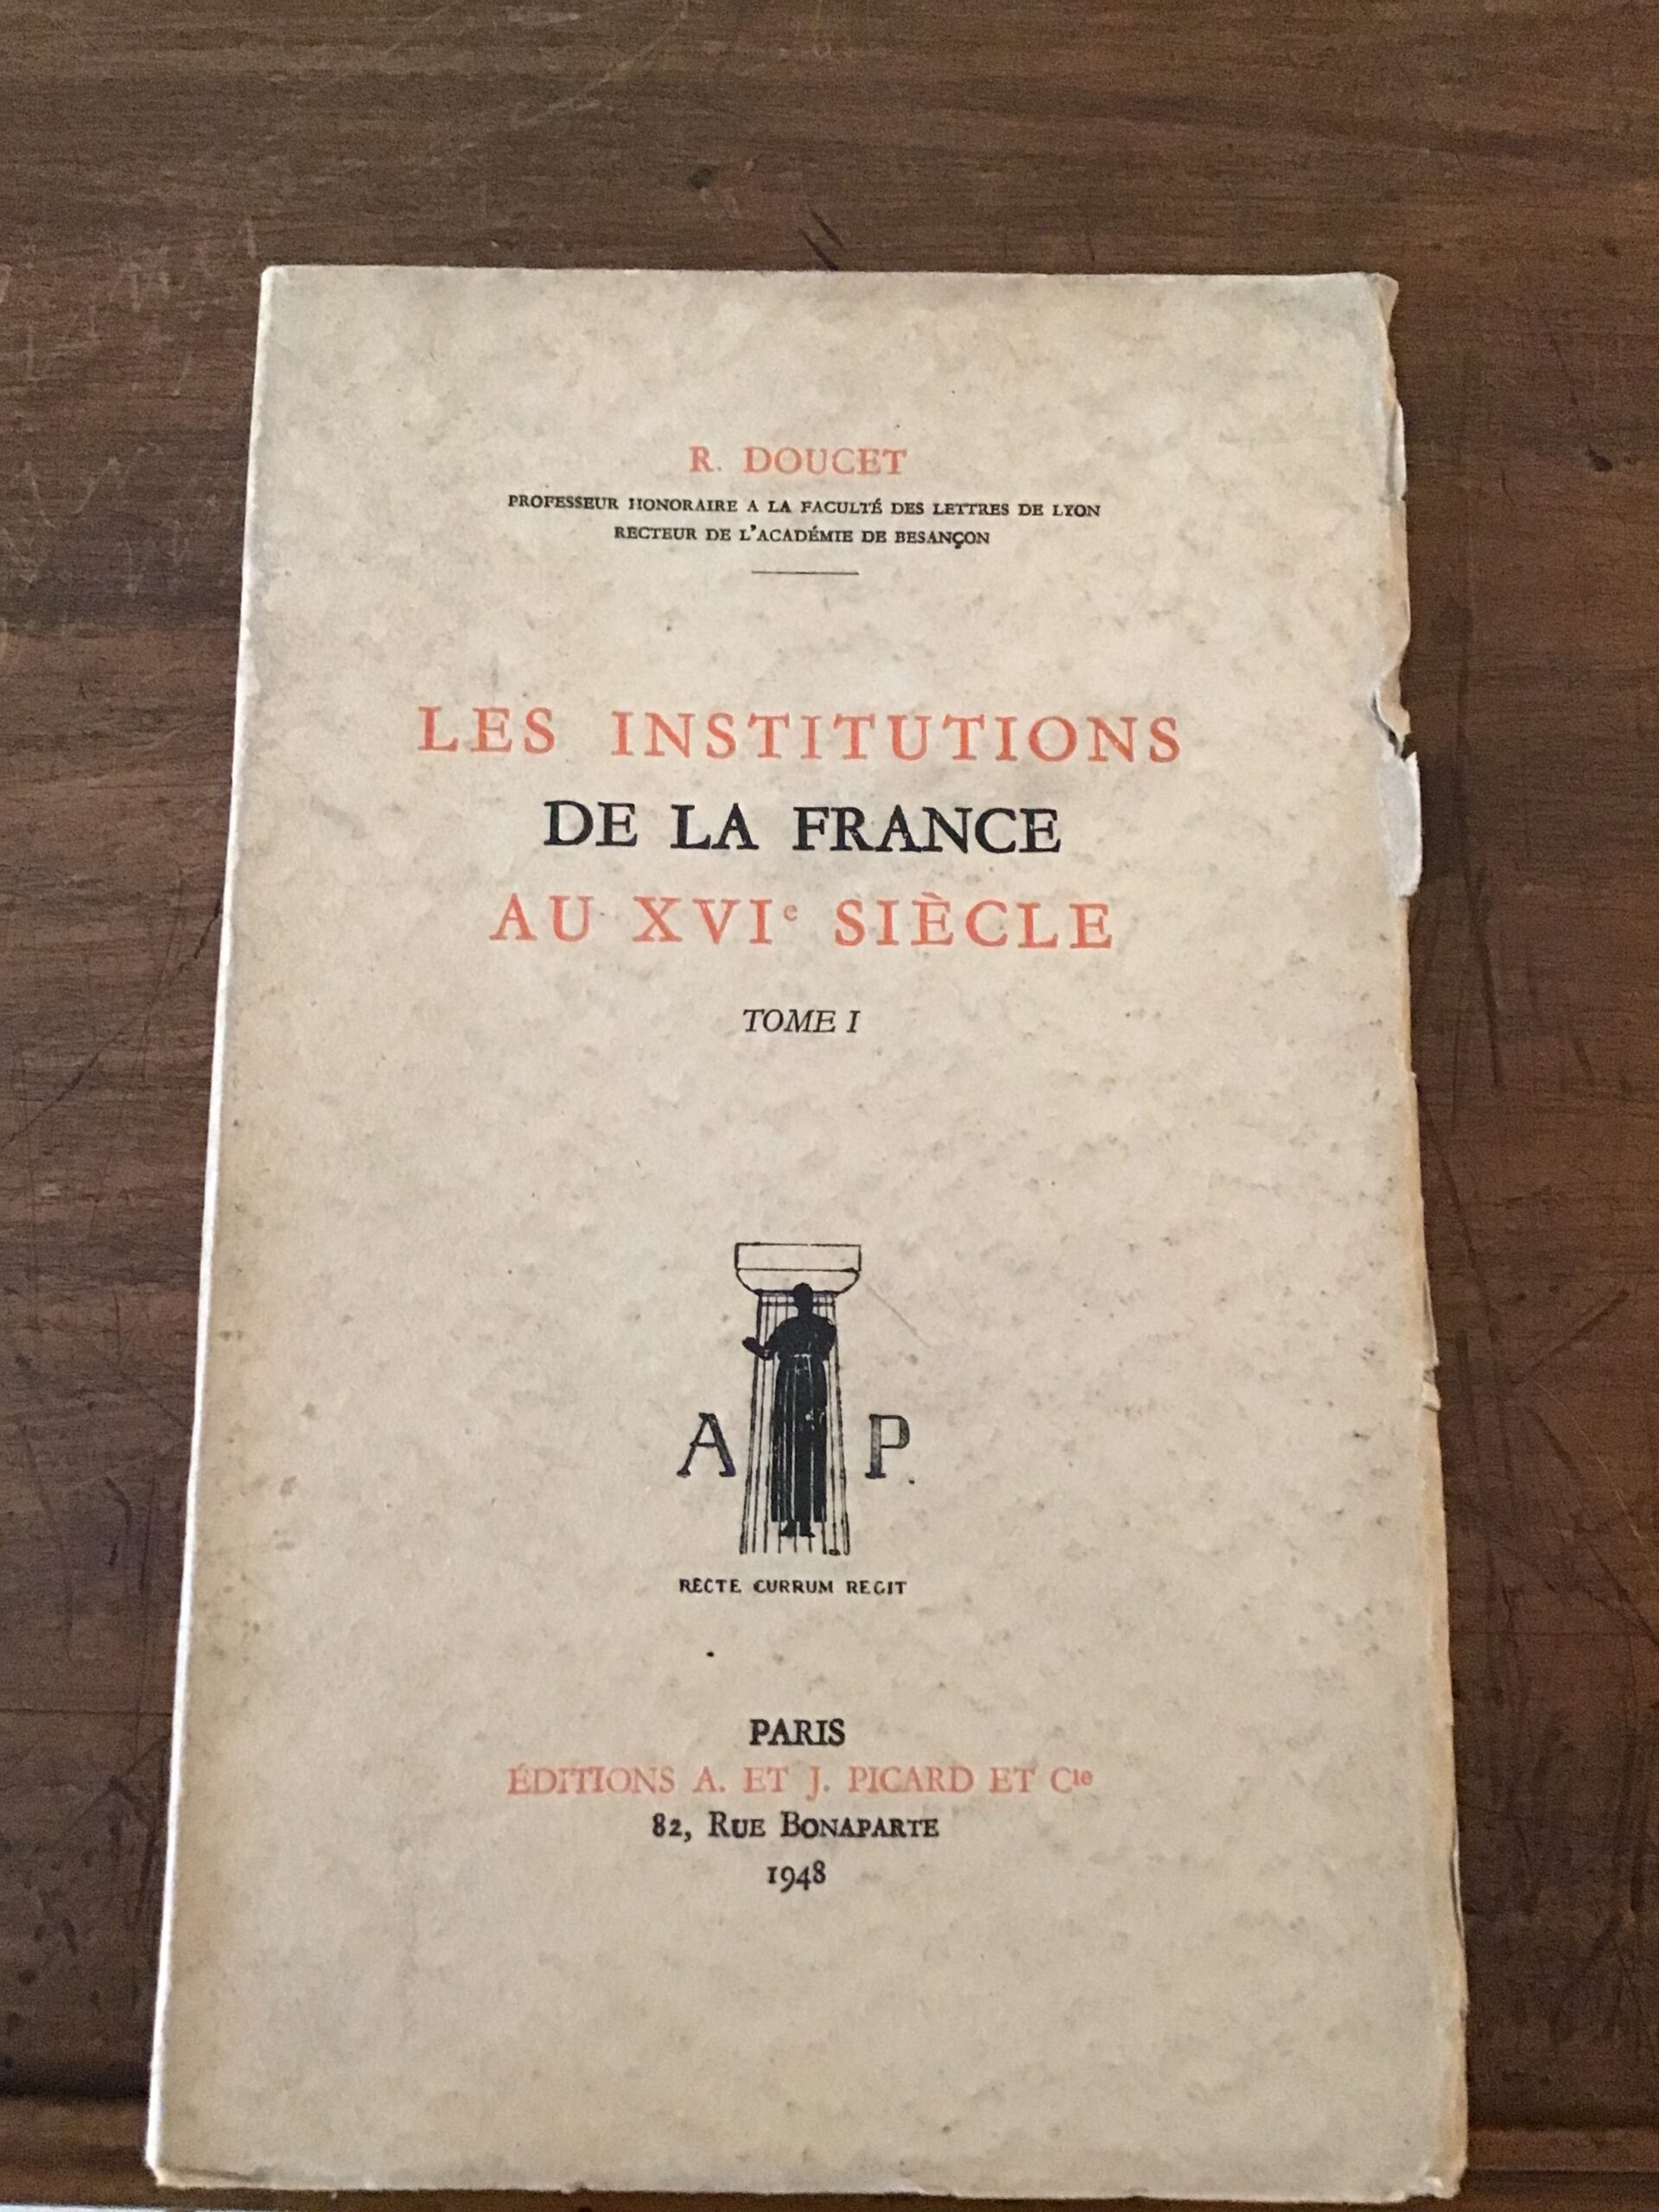 R. DOUCET
PROFESSEUR HONORAIRE A LA FACULTÉ DES LETTRES DE LYON
RECTEUR DE L'ACADÉMIE DE BESANÇON
LES INSTITUTIONS
DE LA FRANCE
AU XVIᵉ SIÈCLE
TOME I
A P.
RECTE CURRUM REGIT
PARIS
ÉDITIONS A. ET J. PICARD ET Cⁱᵉ
82, RUE BONAPARTE
1948